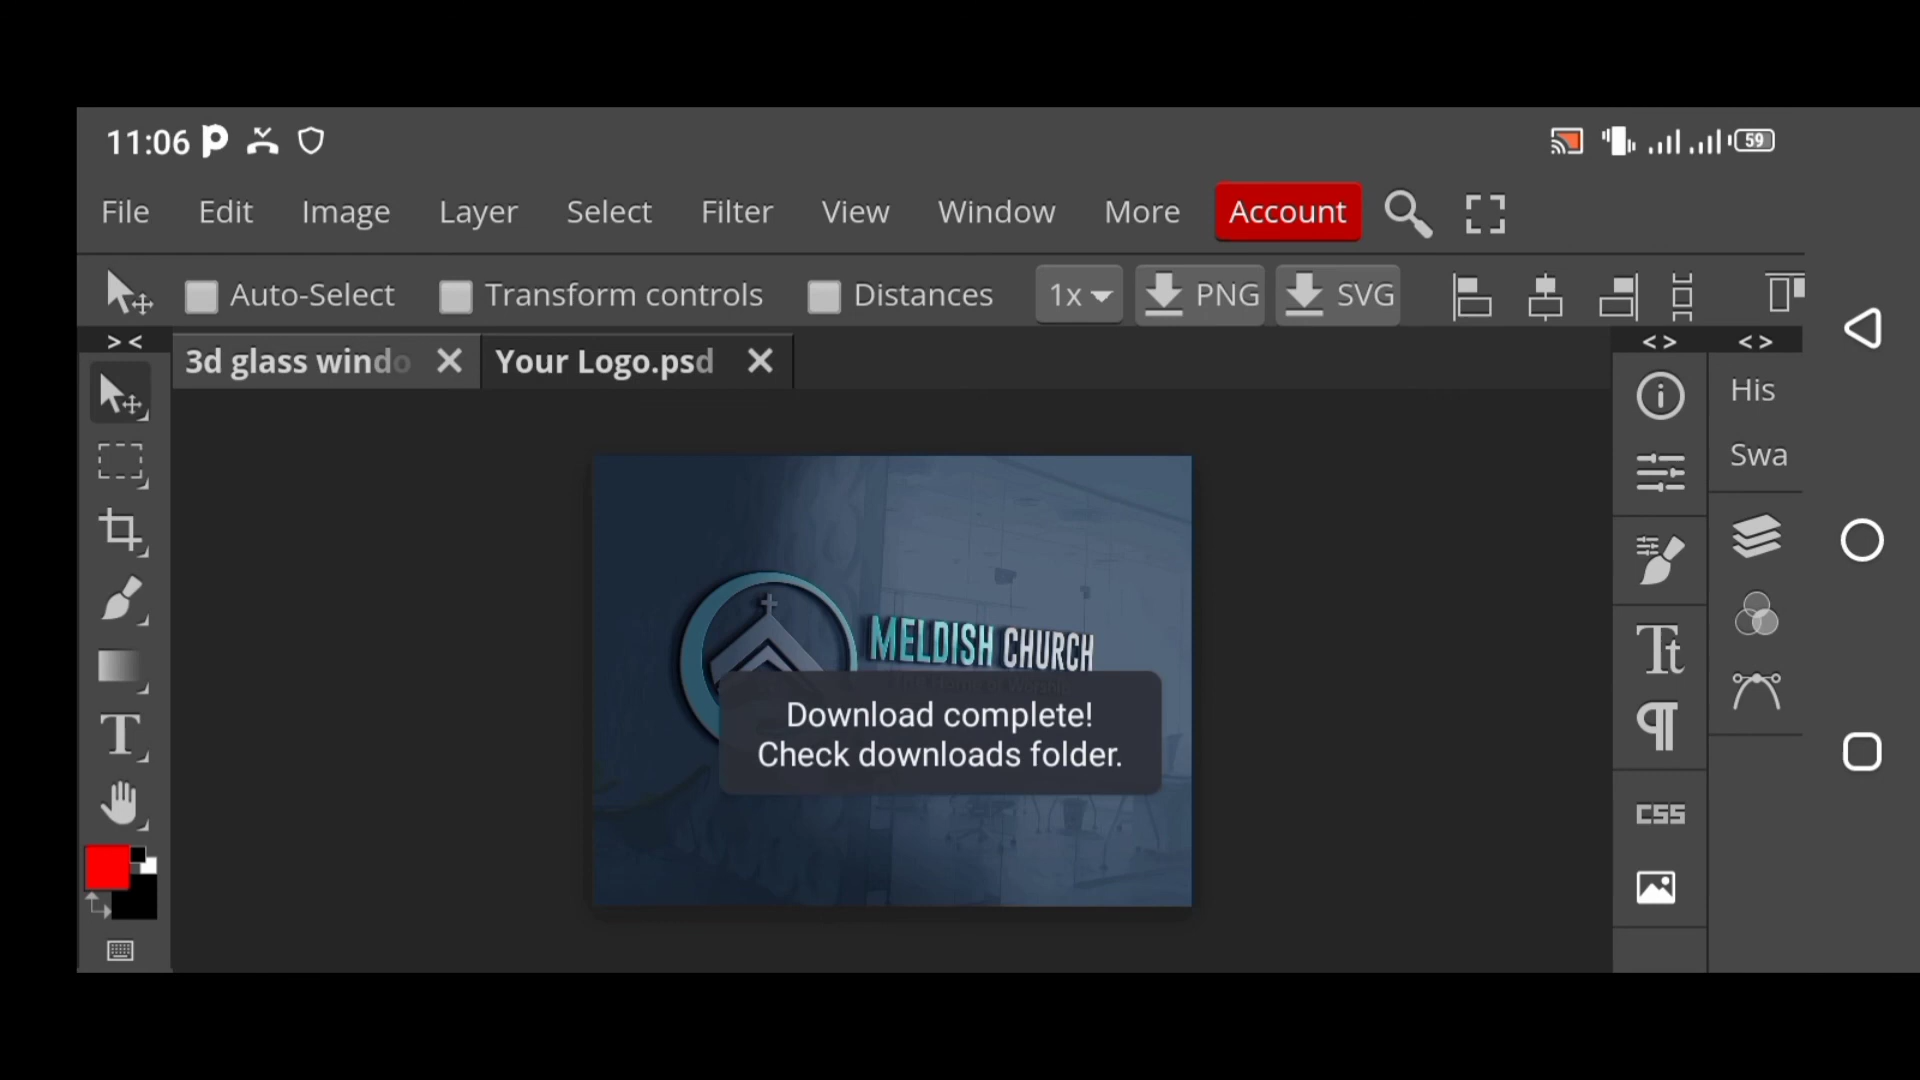 11:06
59
File Edit Image Layer Select Filter View Window More Account
Auto-Select Transform controls Distances 1x PNG SVG
> < < > < >
3d glass windo Your Logo.psd
His
Swa
MELDISH CHURCH
Download complete!
Check downloads folder.
CSS